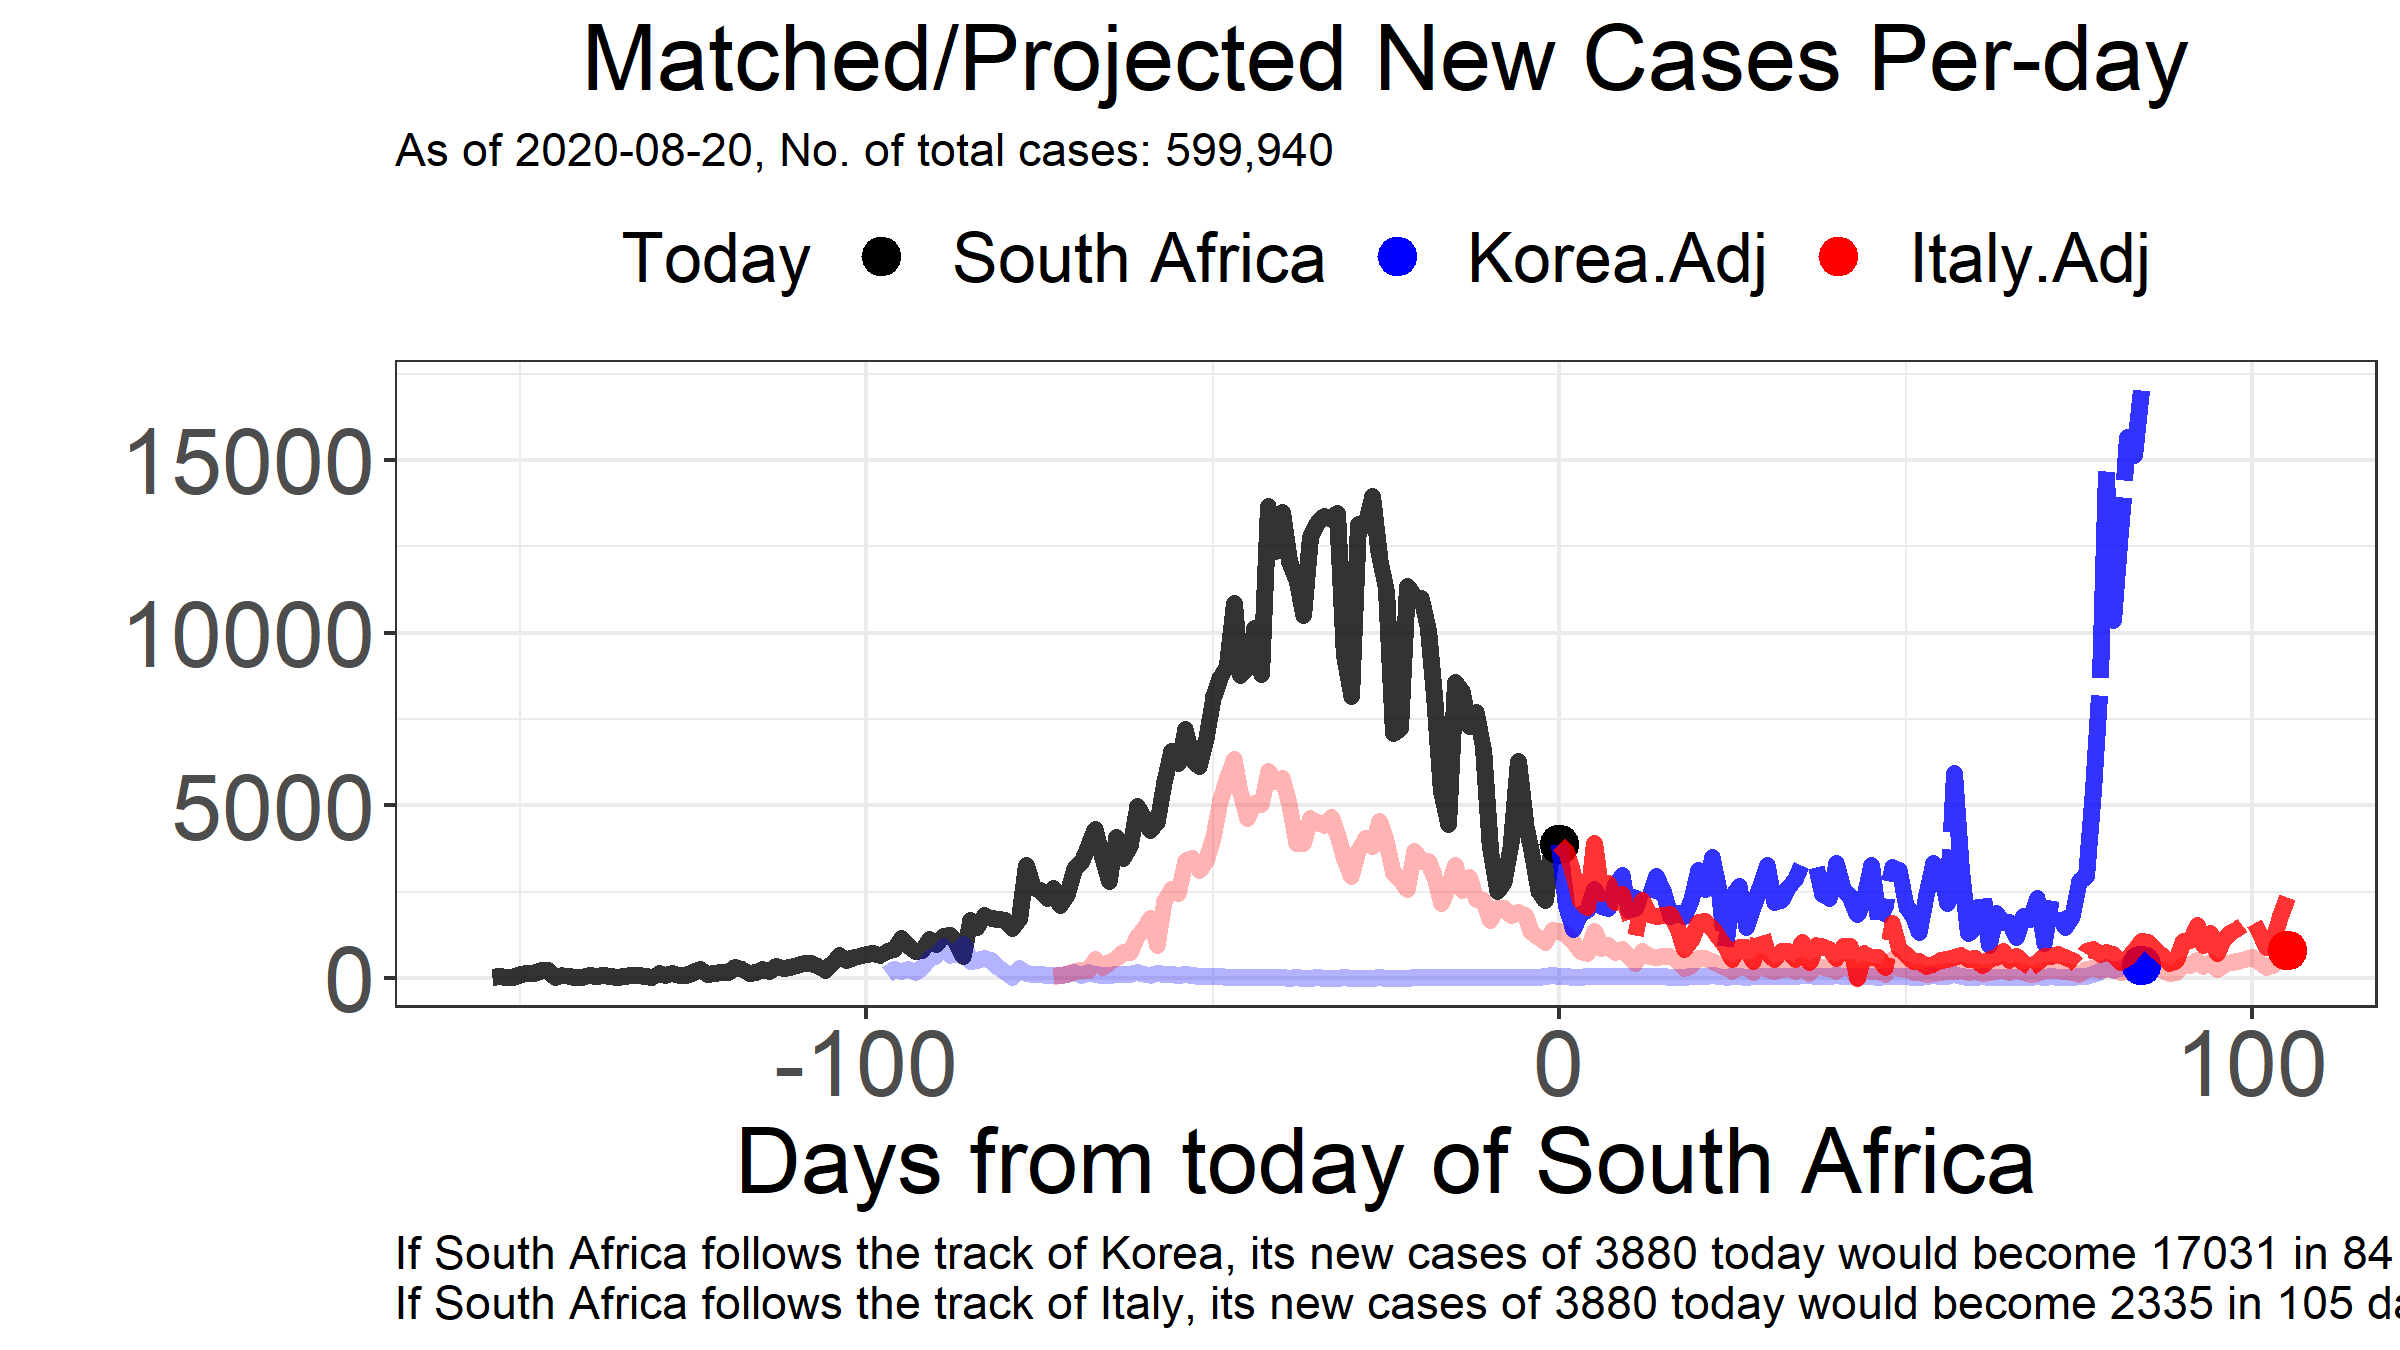 Matched/Projected New Cases Per-day
As of 2020-08-20, No. of total cases: 599,940
Today South Africa Korea.Adj Italy.Adj
15000
10000
5000
0
-100 0 100
Days from today of South Africa
If South Africa follows the track of Korea, its new cases of 3880 today would become 17031 in 84
If South Africa follows the track of Italy, its new cases of 3880 today would become 2335 in 105